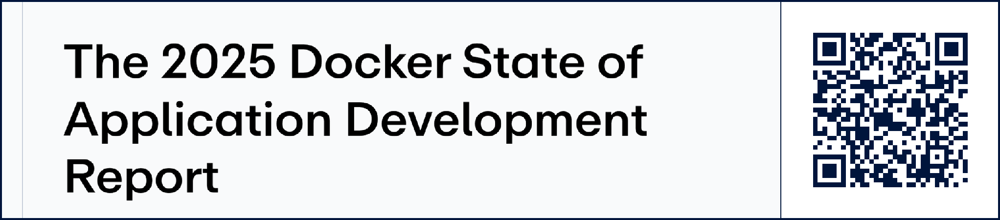 The 2025 Docker State of
Application Development
Report